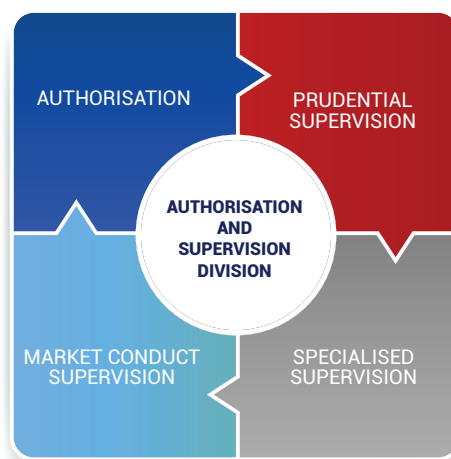 AUTHORISATION
PRUDENTIAL
SUPERVISION
AUTHORISATION
AND
SUPERVISION
DIVISION
MARKET CONDUCT
SUPERVISION
SPECIALISED
SUPERVISION